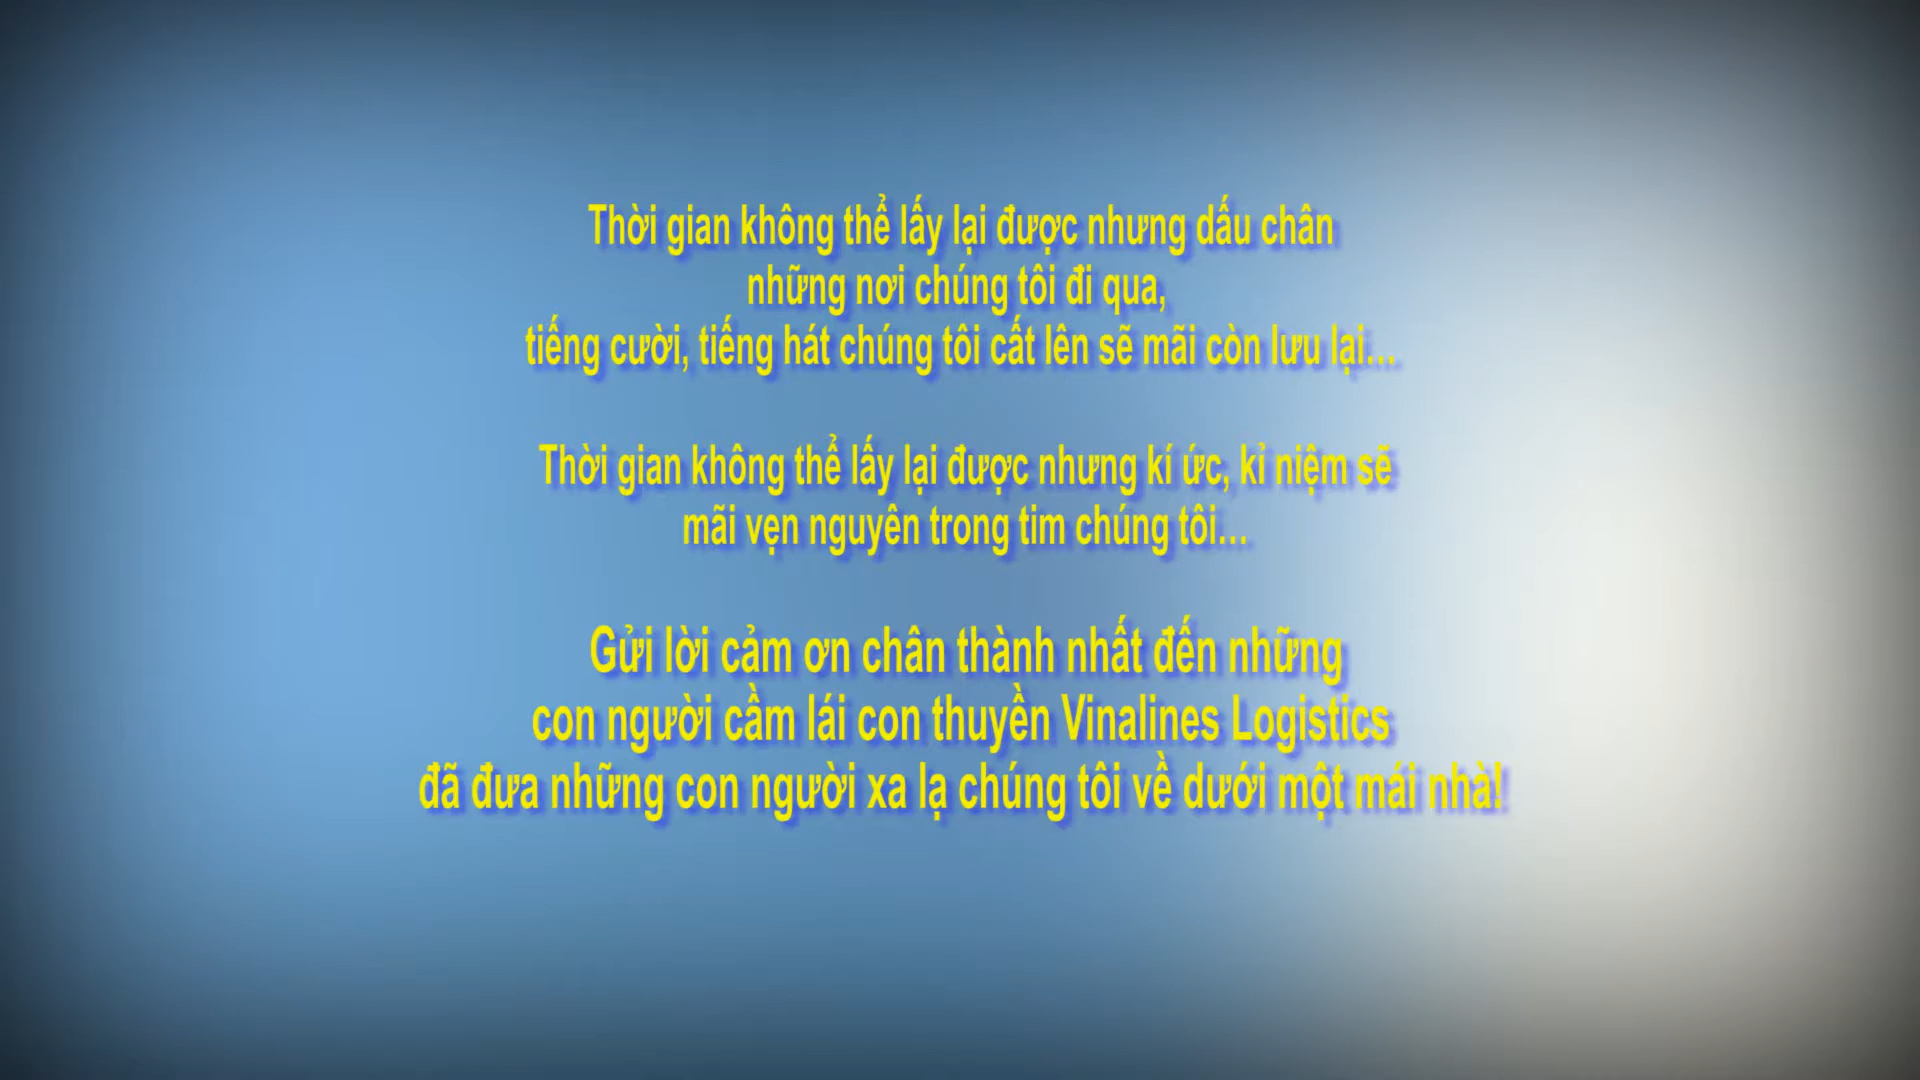 Thời gian không thể lấy lại được nhưng dấu chân
những nơi chúng tôi đi qua,
tiếng cười, tiếng hát chúng tôi cất lên sẽ mãi còn lưu lại...
Thời gian không thể lấy lại được nhưng kí ức, kỉ niệm sẽ
mãi vẹn nguyên trong tim chúng tôi...
Gửi lời cảm ơn chân thành nhất đến những
con người cầm lái con thuyền Vinalines Logistics
đã đưa những con người xa lạ chúng tôi về dưới một mái nhà!